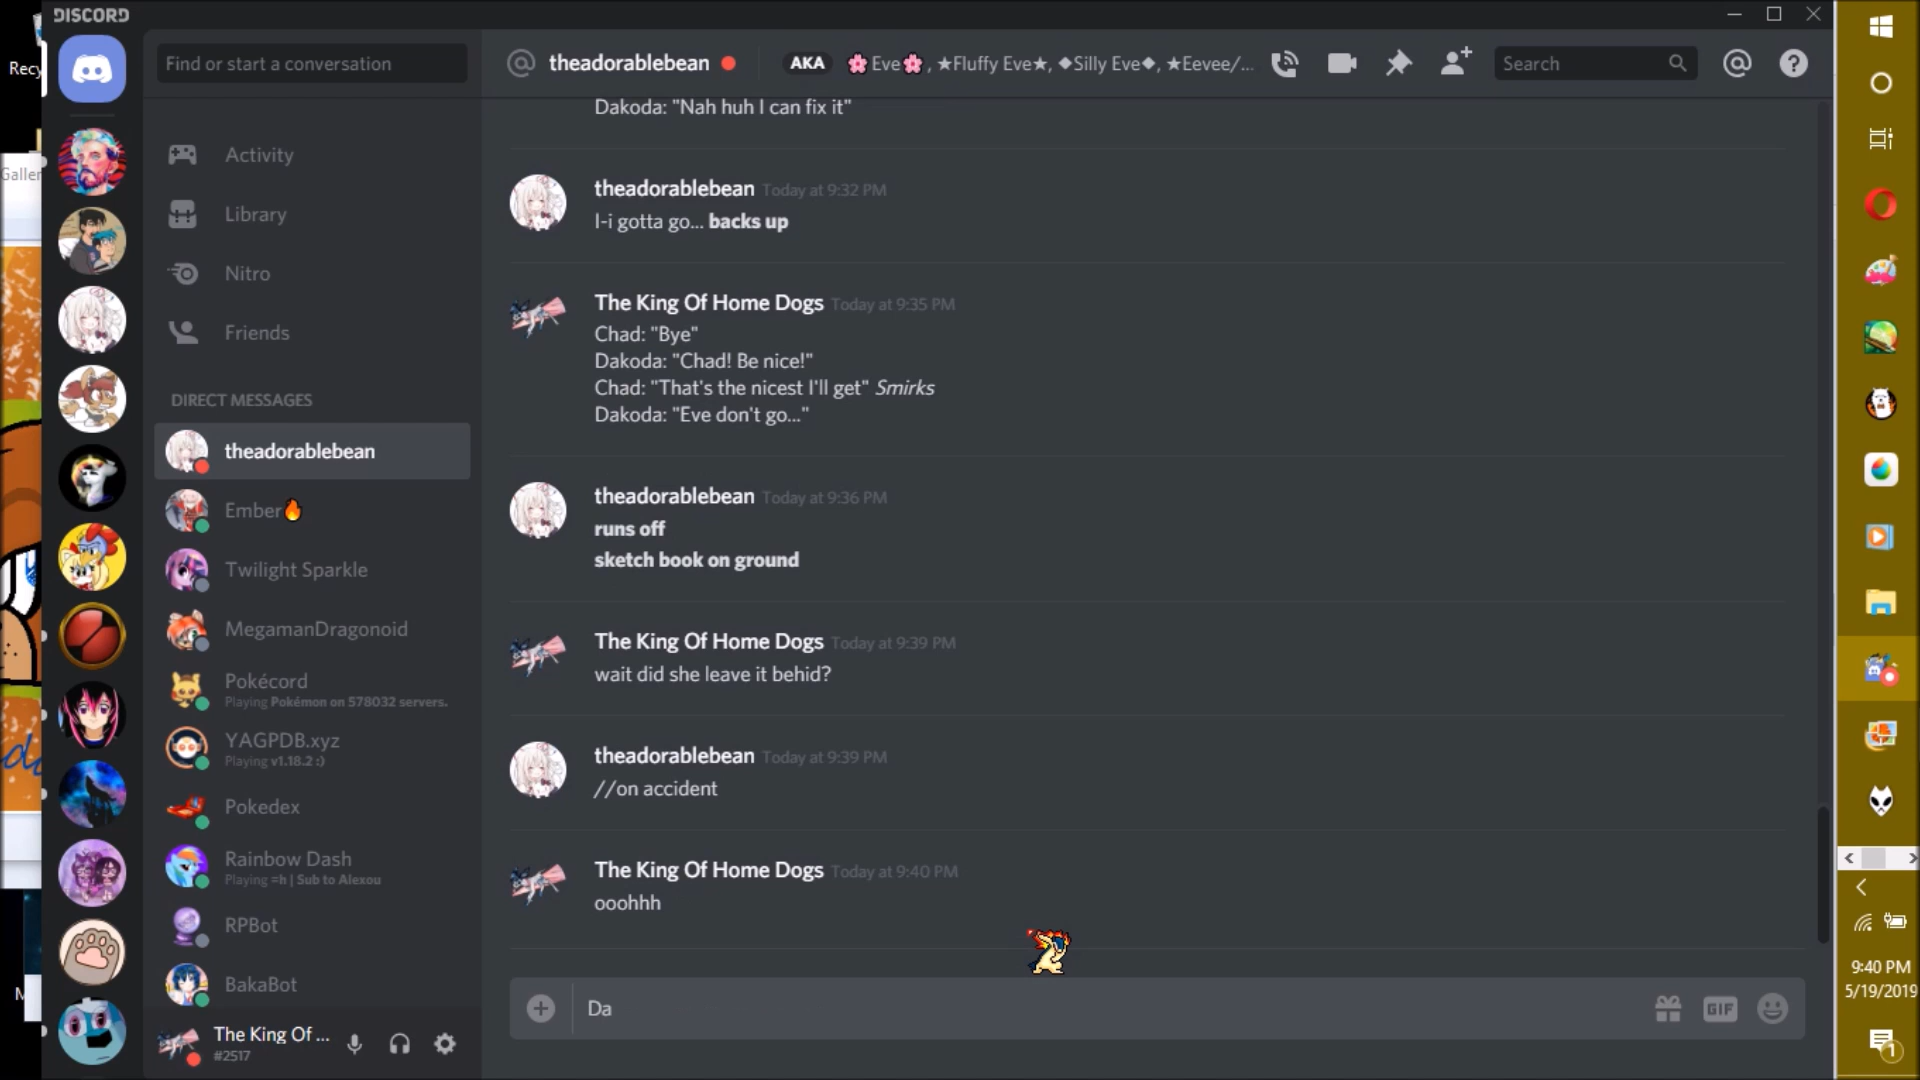 DISCORD
Recy
Galler
Find or start a conversation
Activity
Library
Nitro
Friends
DIRECT MESSAGES
theadorablebean
Ember🔥
Twilight Sparkle
MegamanDragonoid
Pokécord
Playing Pokémon on 578032 servers.
YAGPDB.xyz
Playing v1.18.2 :)
Pokedex
Rainbow Dash
Playing =h | Sub to Alexou
RPBot
BakaBot
The King Of ...
#2517
@ theadorablebean
AKA 🌸Eve🌸, ★Fluffy Eve★, ◆Silly Eve◆, ★Eevee/...
Search
Dakoda: "Nah huh I can fix it"
theadorablebean Today at 9:32 PM
I-i gotta go... backs up
The King Of Home Dogs Today at 9:35 PM
Chad: "Bye"
Dakoda: "Chad! Be nice!"
Chad: "That's the nicest I'll get" Smirks
Dakoda: "Eve don't go..."
theadorablebean Today at 9:36 PM
runs off
sketch book on ground
The King Of Home Dogs Today at 9:39 PM
wait did she leave it behid?
theadorablebean Today at 9:39 PM
//on accident
The King Of Home Dogs Today at 9:40 PM
ooohhh
Da
GIF
9:40 PM
5/19/2019
1